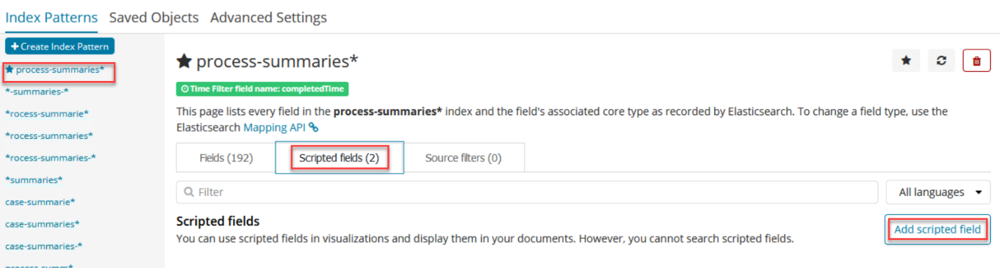 Index Patterns Saved Objects Advanced Settings
+ Create Index Pattern
★ process-summaries*
*-summaries-*
*rocess-summarie*
*rocess-summaries*
*rocess-summaries-*
*summaries*
case-summarie*
case-summaries*
case-summaries-*
process-summ*
★ process-summaries*
Time Filter field name: completedTime
This page lists every field in the process-summaries* index and the field's associated core type as recorded by Elasticsearch. To change a field type, use the
Elasticsearch Mapping API
Fields (192) Scripted fields (2) Source filters (0)
Filter All languages
Scripted fields
You can use scripted fields in visualizations and display them in your documents. However, you cannot search scripted fields.
Add scripted field